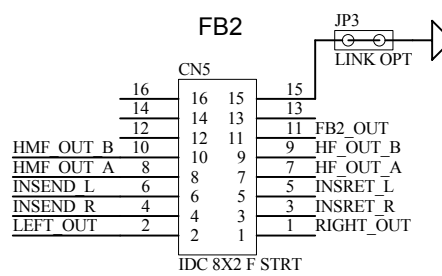 FB2
JP3
LINK OPT
CN5
16 16 15 15
14 14 13 13
12 12 11 11 FB2_OUT
HMF_OUT_B 10 10 9 9 HF_OUT_B
HMF_OUT_A 8 8 7 7 HF_OUT_A
INSEND_L 6 6 5 5 INSRET_L
INSEND_R 4 4 3 3 INSRET_R
LEFT_OUT 2 2 1 1 RIGHT_OUT
IDC 8X2 F STRT